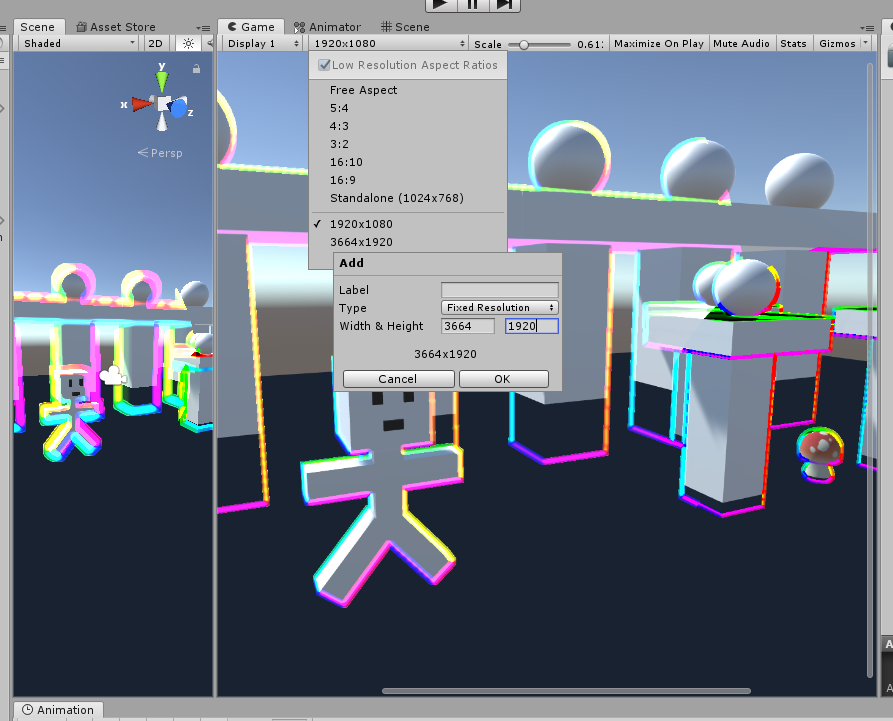 Scene Asset Store Game Animator Scene
Shaded 2D Display 1 1920x1080 Scale 0.61: Maximize On Play Mute Audio Stats Gizmos
Low Resolution Aspect Ratios
Free Aspect
5:4
4:3
3:2
16:10
16:9
Standalone (1024x768)
1920x1080
3664x1920
y
x
z
Persp
Add
Label
Type Fixed Resolution
Width & Height 3664 1920
3664x1920
Cancel OK
Animation